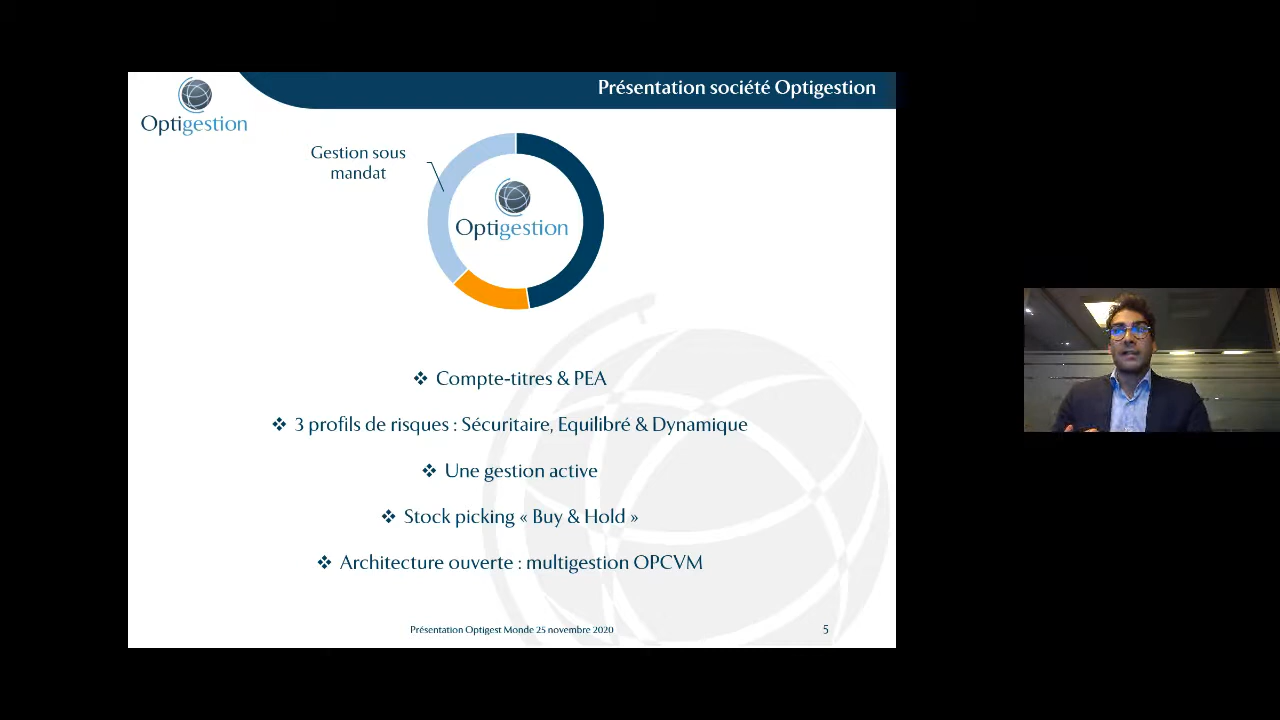 Présentation société Optigestion
Optigestion
Gestion sous
mandat
Optigestion
❖ Compte-titres & PEA
❖ 3 profils de risques : Sécuritaire, Equilibré & Dynamique
❖ Une gestion active
❖ Stock picking « Buy & Hold »
❖ Architecture ouverte : multigestion OPCVM
Présentation Optigest Monde 25 novembre 2020
5